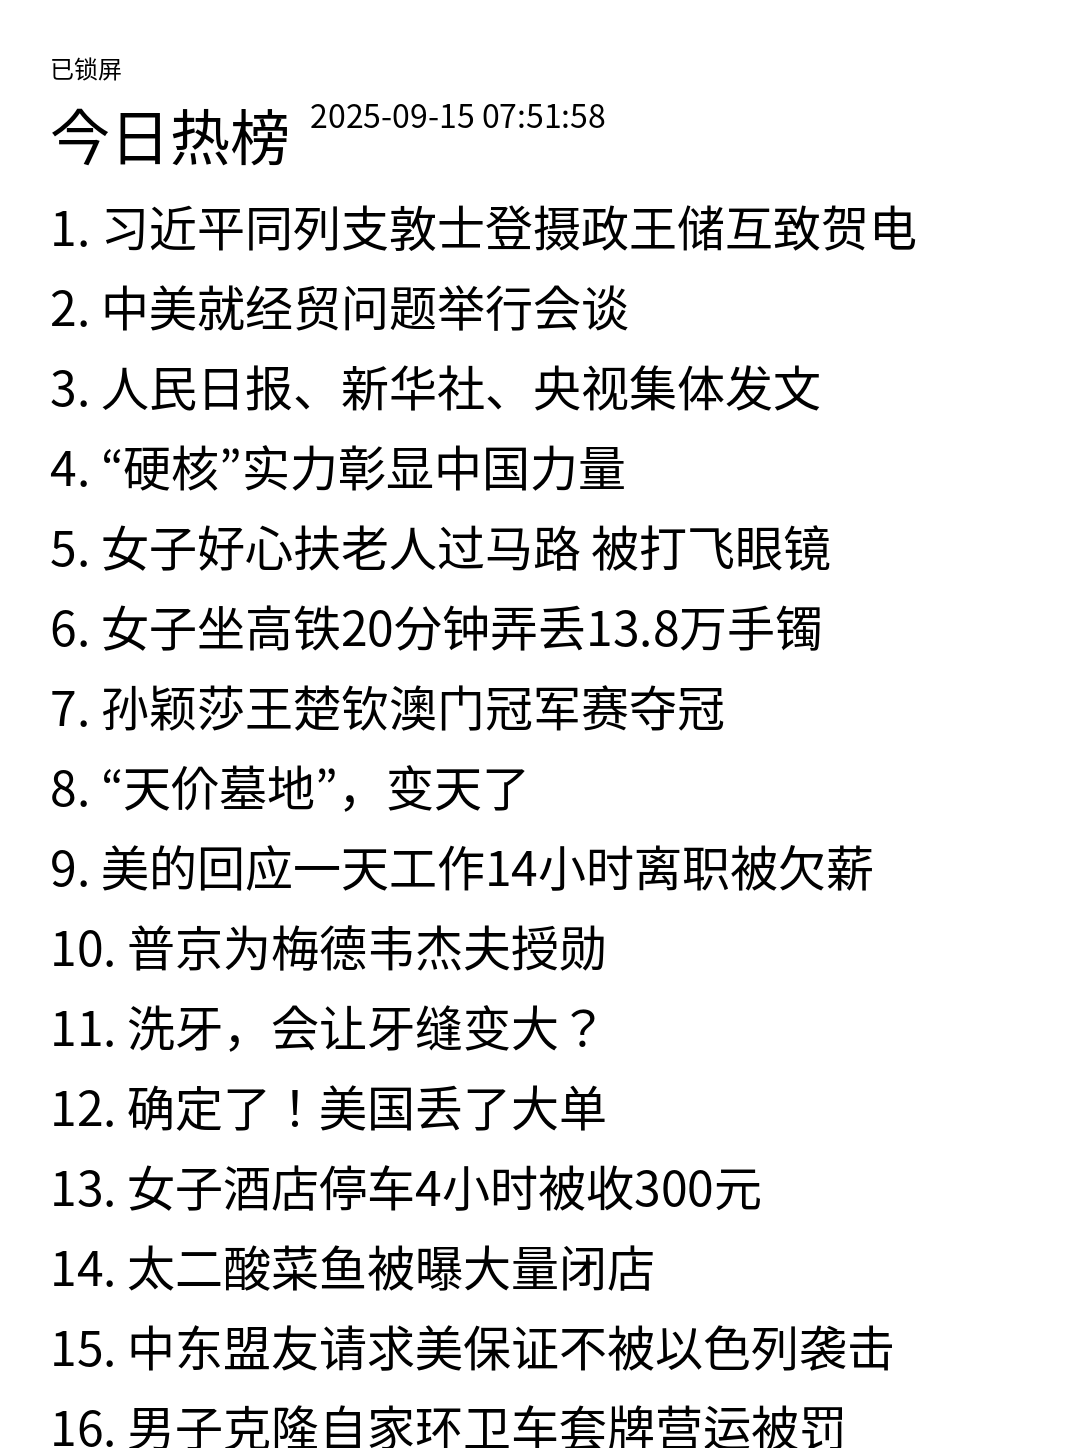 已锁屏
今日热榜 2025-09-15 07:51:58
1. 习近平同列支敦士登摄政王储互致贺电
2. 中美就经贸问题举行会谈
3. 人民日报、新华社、央视集体发文
4. “硬核”实力彰显中国力量
5. 女子好心扶老人过马路 被打飞眼镜
6. 女子坐高铁20分钟弄丢13.8万手镯
7. 孙颖莎王楚钦澳门冠军赛夺冠
8. “天价墓地”，变天了
9. 美的回应一天工作14小时离职被欠薪
10. 普京为梅德韦杰夫授勋
11. 洗牙，会让牙缝变大？
12. 确定了！美国丢了大单
13. 女子酒店停车4小时被收300元
14. 太二酸菜鱼被曝大量闭店
15. 中东盟友请求美保证不被以色列袭击
16. 男子克隆自家环卫车套牌营运被罚